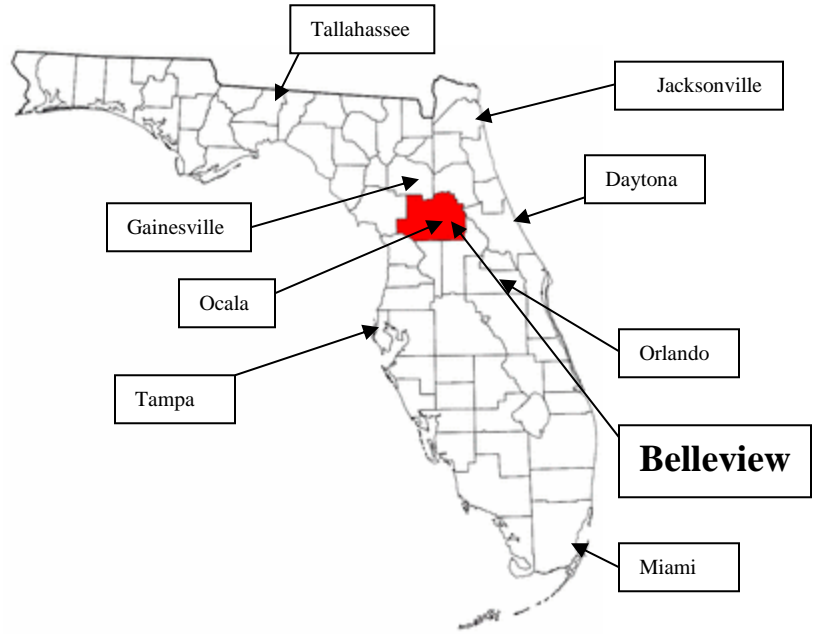 Tallahassee
Jacksonville
Daytona
Gainesville
Ocala
Orlando
Tampa
Belleview
Miami